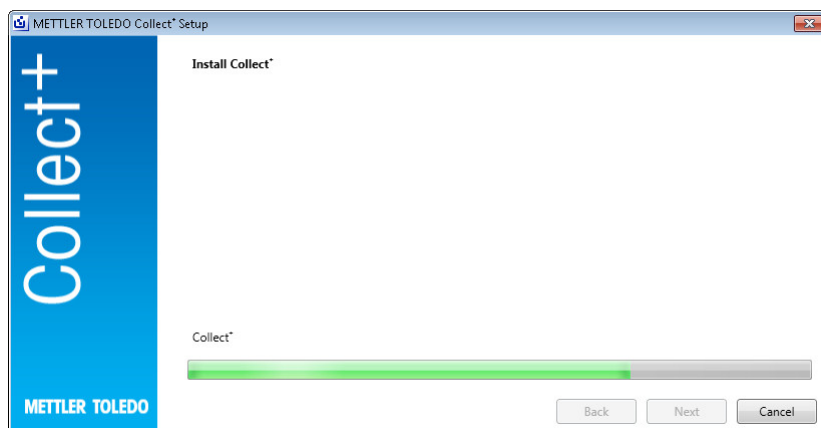 METTLER TOLEDO Collect⁺ Setup
Collect+
Install Collect⁺
Collect⁺
METTLER TOLEDO
Back
Next
Cancel